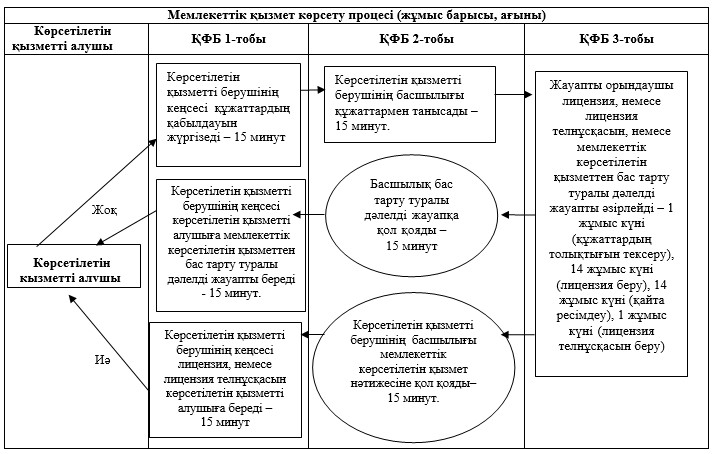 Мемлекеттік қызмет көрсету процесі (жұмыс барысы, ағыны)
Көрсетілетін
қызметті алушы
ҚФБ 1-тобы
ҚФБ 2-тобы
ҚФБ 3-тобы
Көрсетілетін
қызметті берушінің
кеңсесі құжаттардың
қабылдауын
жүргізеді – 15 минут
Көрсетілетін қызметті
берушінің басшылығы
құжаттармен танысады –
15 минут.
Жауапты орындаушы
лицензия, немесе
лицензия
телнұсқасын, немесе
мемлекеттік
көрсетілетін
қызметтен бас тарту
туралы дәлелді
жауапты әзірлейді – 1
жұмыс күні
(құжаттардың
толықтығын тексеру),
14 жұмыс күні
(лицензия беру), 14
жұмыс күні (қайта
ресімдеу), 1 жұмыс
күні (лицензия
телнұсқасын беру)
Басшылық бас
тарту туралы
дәлелді жауапқа
қол қояды –
15 минут
Көрсетілетін қызметті
берушінің кеңсесі
көрсетілетін қызметті
алушыға мемлекеттік
көрсетілетін қызметтен
бас тарту туралы
дәлелді жауапты береді
- 15 минут.
Жоқ
Көрсетілетін
қызметті алушы
Иә
Көрсетілетін қызметті
берушінің кеңсесі
лицензия, немесе
лицензия телнұсқасын
көрсетілетін қызметті
алушыға береді –
15 минут
Көрсетілетін қызметті
берушінің басшылығы
мемлекеттік
көрсетілетін қызмет
нәтижесіне қол қояды–
15 минут.